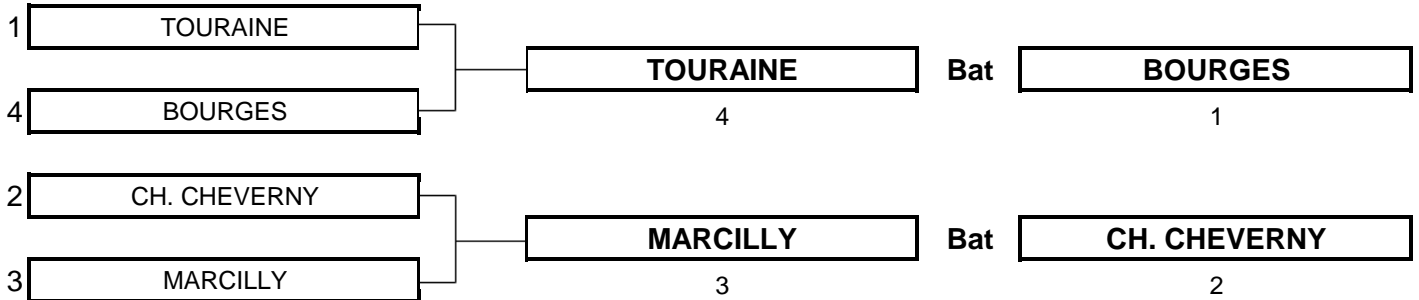 1 TOURAINE
TOURAINE Bat BOURGES
4 BOURGES
4 1
2 CH. CHEVERNY
MARCILLY Bat CH. CHEVERNY
3 MARCILLY
3 2